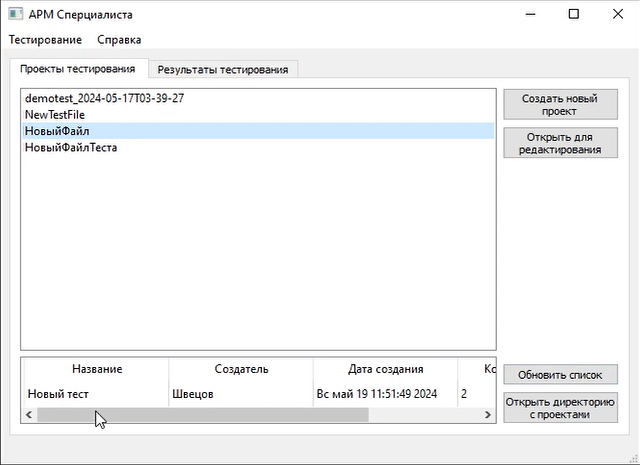 АРМ Сперциалиста
Тестирование Справка
Проекты тестирования Результаты тестирования
demotest_2024-05-17T03-39-27
NewTestFile
НовыйФайл
НовыйФайлТеста
Создать новый
проект
Открыть для
редактирования
Название Создатель Дата создания Кс
Новый тест Швецов Вс май 19 11:51:49 2024 2
Обновить список
Открыть директорию
с проектами